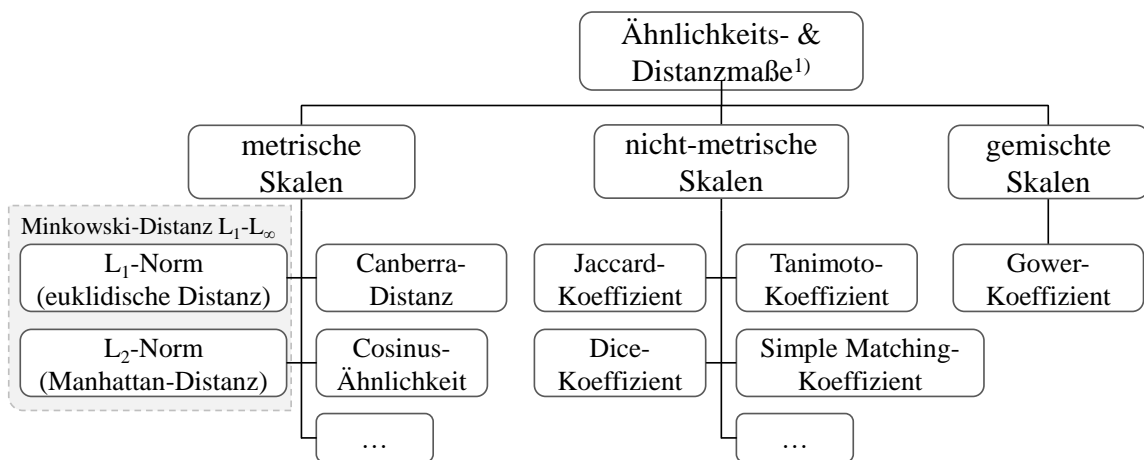 Ähnlichkeits- &
Distanzmaße¹⁾
metrische
Skalen
nicht-metrische
Skalen
gemischte
Skalen
Minkowski-Distanz L₁-L∞
L₁-Norm
(euklidische Distanz)
Canberra-
Distanz
Jaccard-
Koeffizient
Tanimoto-
Koeffizient
Gower-
Koeffizient
L₂-Norm
(Manhattan-Distanz)
Cosinus-
Ähnlichkeit
Dice-
Koeffizient
Simple Matching-
Koeffizient
…
…